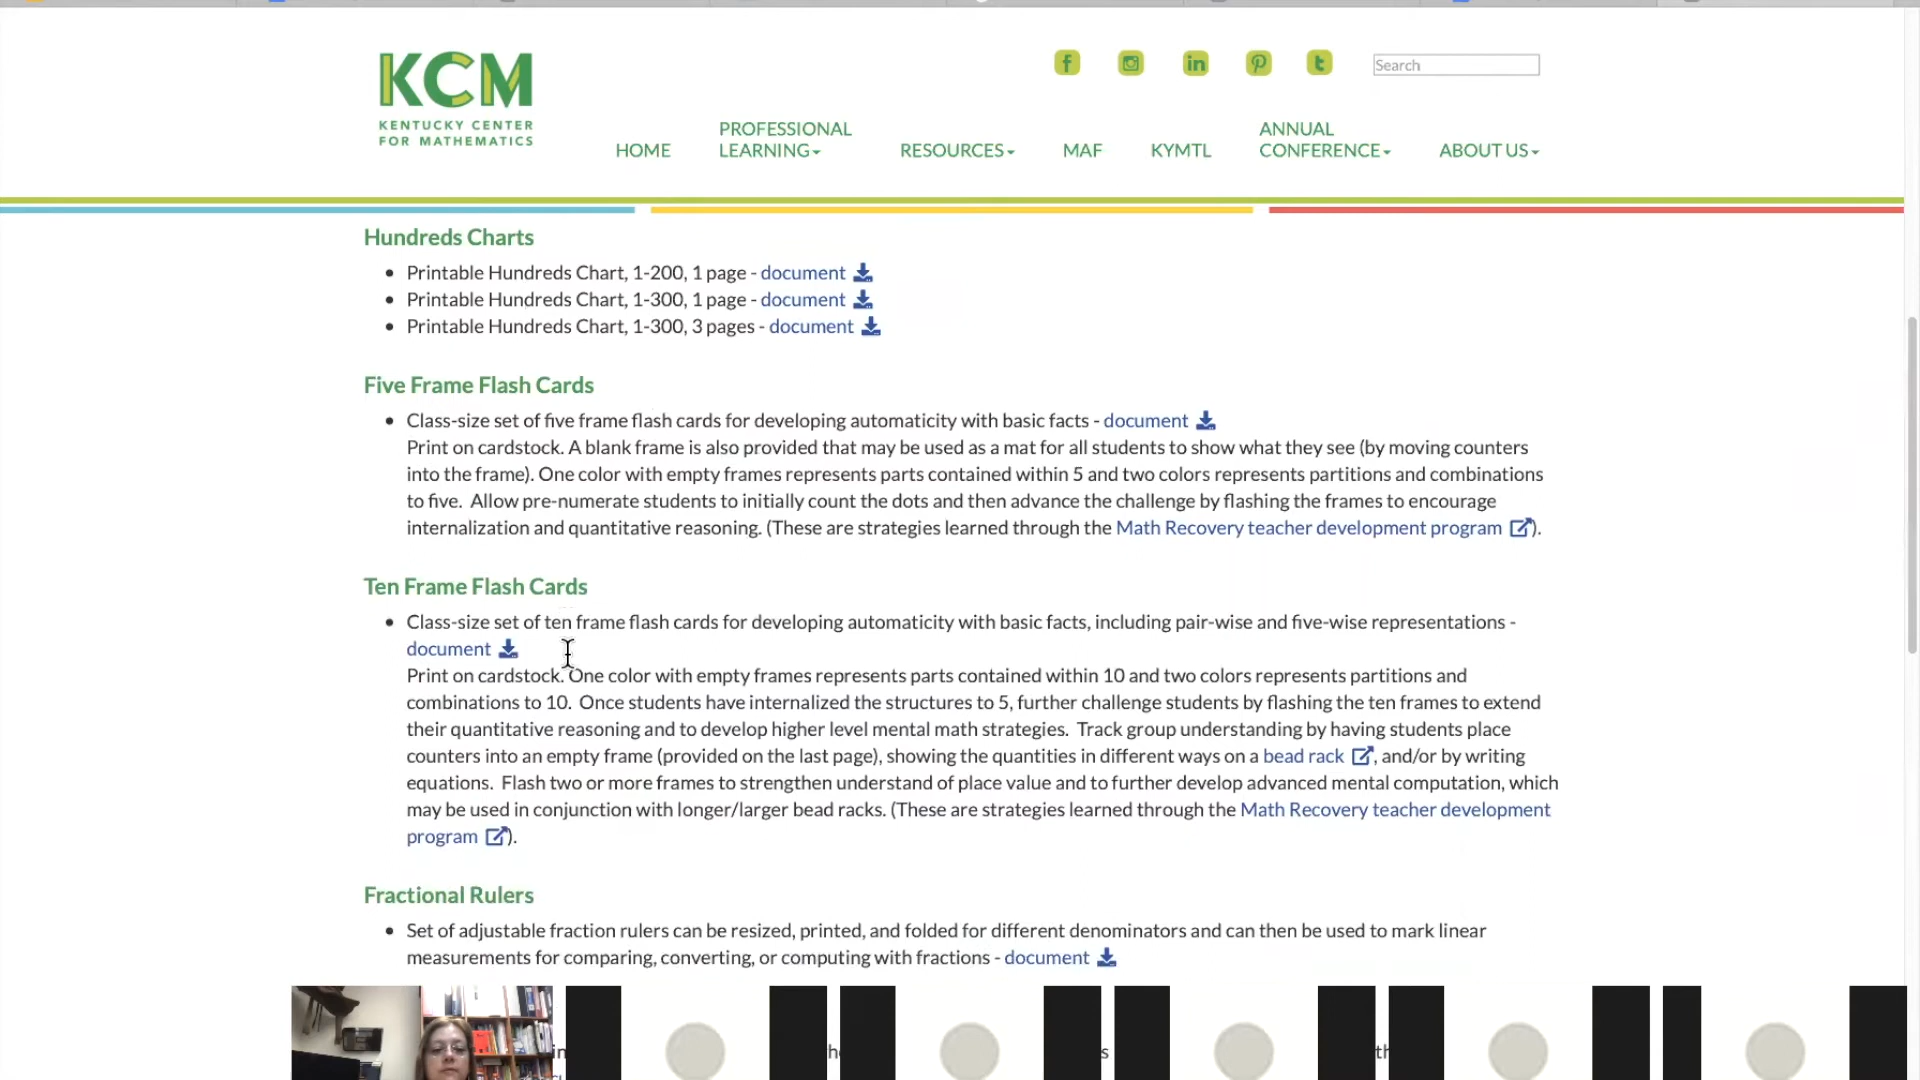 KCM
KENTUCKY CENTER
FOR MATHEMATICS
Search
HOME
PROFESSIONAL
LEARNING
RESOURCES
MAF
KYMTL
ANNUAL
CONFERENCE
ABOUT US
Hundreds Charts
• Printable Hundreds Chart, 1-200, 1 page - document
• Printable Hundreds Chart, 1-300, 1 page - document
• Printable Hundreds Chart, 1-300, 3 pages - document
Five Frame Flash Cards
• Class-size set of five frame flash cards for developing automaticity with basic facts - document
Print on cardstock. A blank frame is also provided that may be used as a mat for all students to show what they see (by moving counters
into the frame). One color with empty frames represents parts contained within 5 and two colors represents partitions and combinations
to five. Allow pre-numerate students to initially count the dots and then advance the challenge by flashing the frames to encourage
internalization and quantitative reasoning. (These are strategies learned through the Math Recovery teacher development program ).
Ten Frame Flash Cards
• Class-size set of ten frame flash cards for developing automaticity with basic facts, including pair-wise and five-wise representations -
document
Print on cardstock. One color with empty frames represents parts contained within 10 and two colors represents partitions and
combinations to 10. Once students have internalized the structures to 5, further challenge students by flashing the ten frames to extend
their quantitative reasoning and to develop higher level mental math strategies. Track group understanding by having students place
counters into an empty frame (provided on the last page), showing the quantities in different ways on a bead rack , and/or by writing
equations. Flash two or more frames to strengthen understand of place value and to further develop advanced mental computation, which
may be used in conjunction with longer/larger bead racks. (These are strategies learned through the Math Recovery teacher development
program ).
Fractional Rulers
• Set of adjustable fraction rulers can be resized, printed, and folded for different denominators and can then be used to mark linear
measurements for comparing, converting, or computing with fractions - document